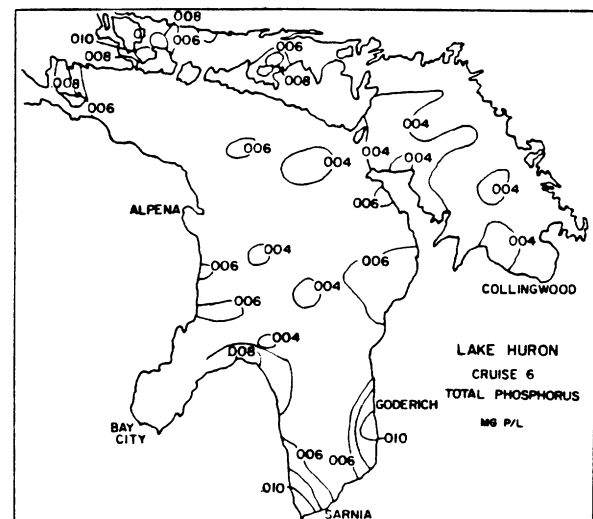 008
010
006
006
008
008
.008
006
004
006
004
004
004
004
006
ALPENA
004
004
006
006
COLLINGWOOD
006
004
004
LAKE HURON
008
CRUISE 6
TOTAL PHOSPHORUS
GODERICH
MG P/L
BAY
CITY
010
006
006
.010
SARNIA